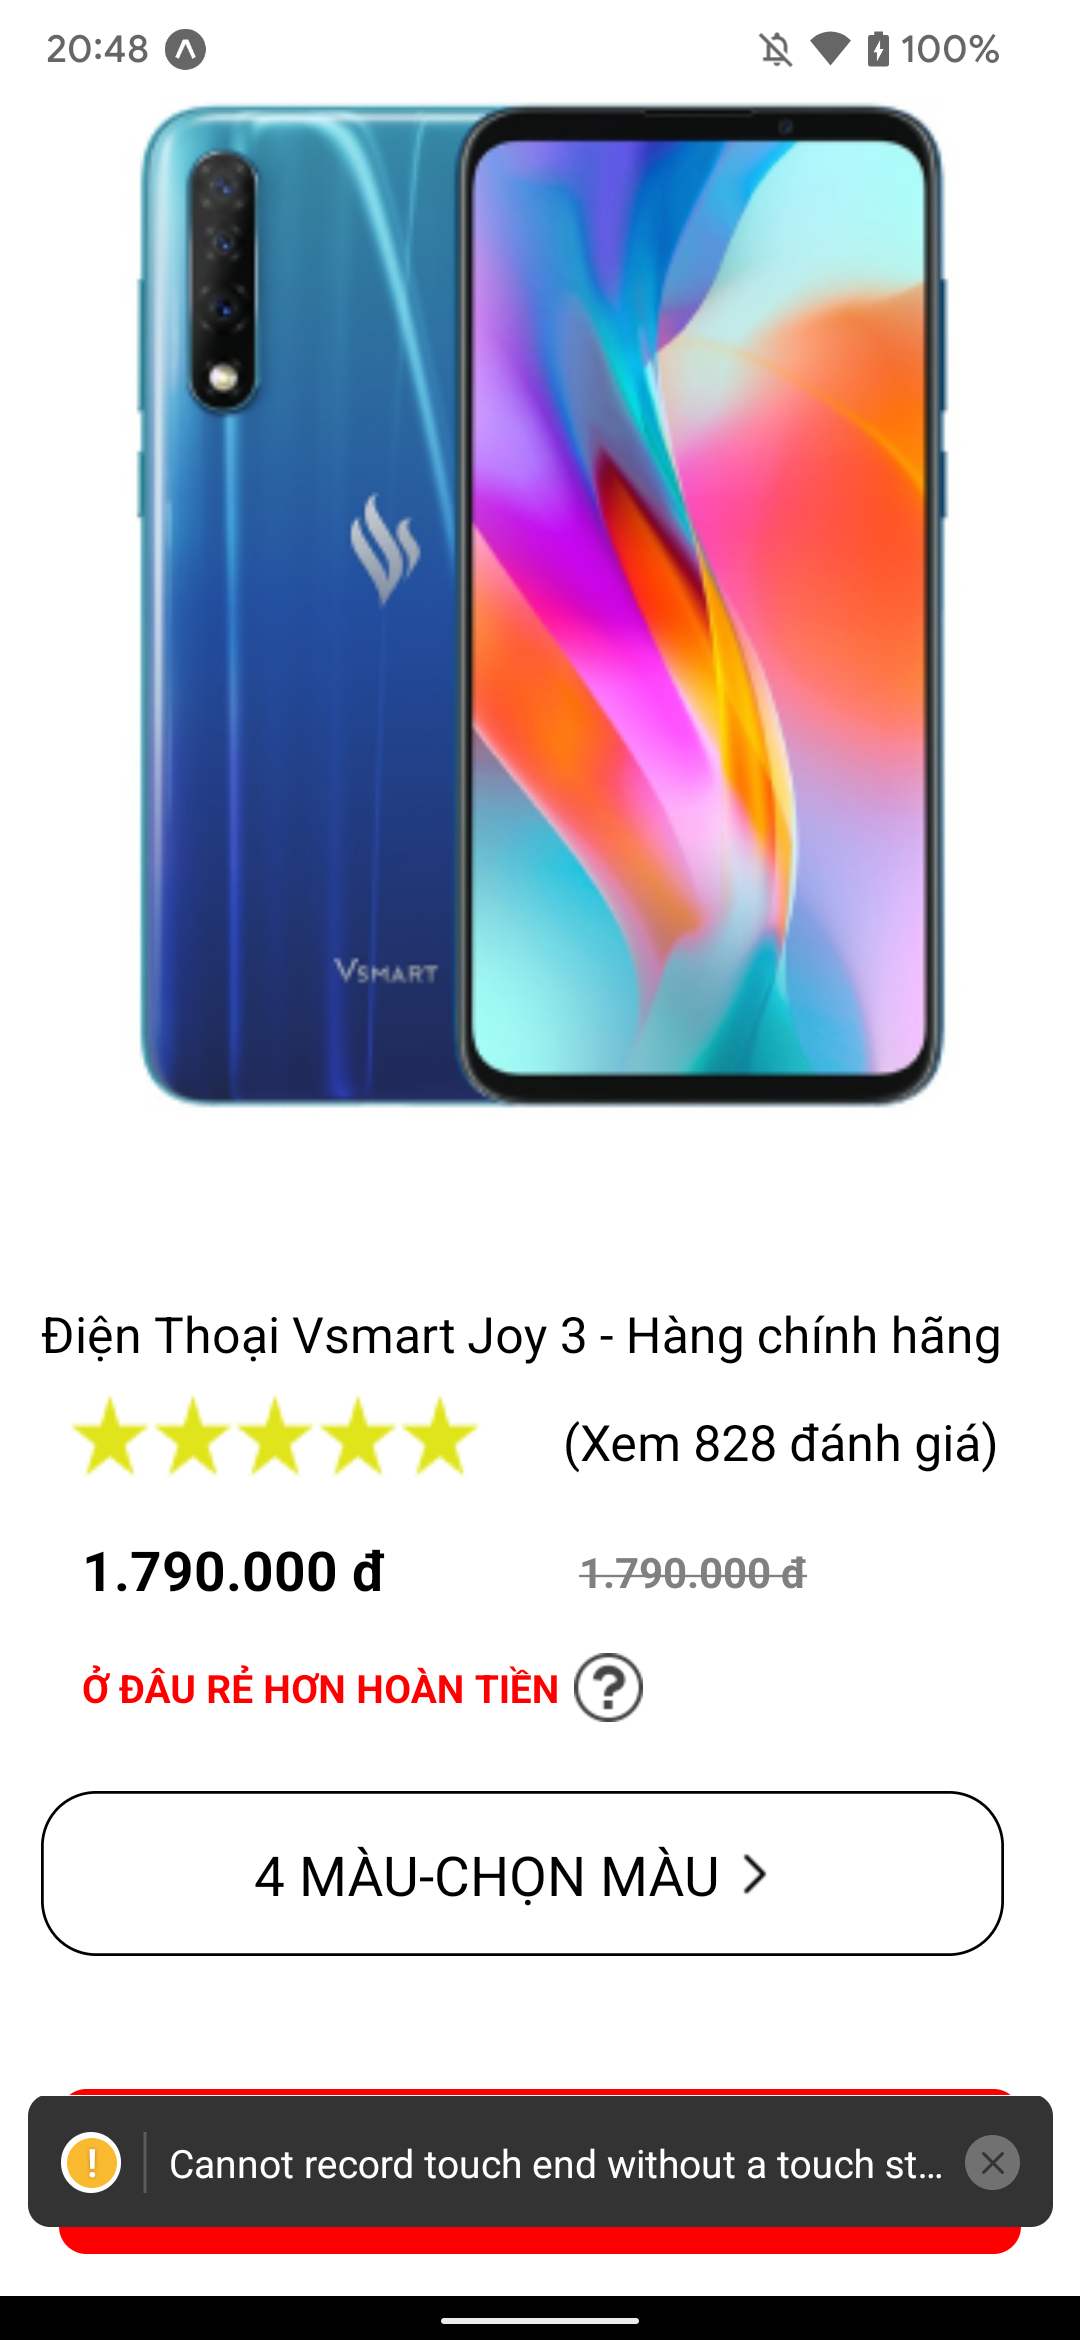 20:48
100%
VSMART
Điện Thoại Vsmart Joy 3 - Hàng chính hãng
(Xem 828 đánh giá)
1.790.000 đ
1.790.000 đ
Ở ĐÂU RẺ HƠN HOÀN TIỀN ?
4 MÀU-CHỌN MÀU
! Cannot record touch end without a touch st...